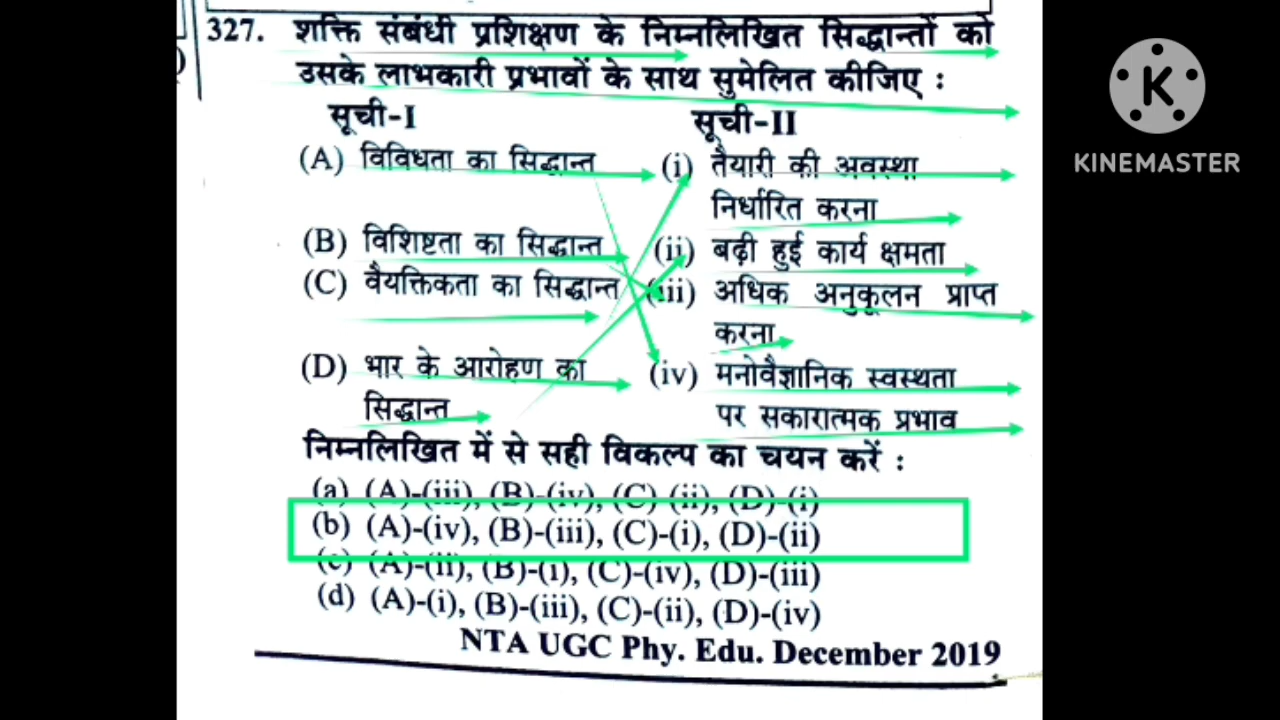 327. शक्ति संबंधी प्रशिक्षण के निम्नलिखित सिद्धान्तों को
उसके लाभकारी प्रभावों के साथ सुमेलित कीजिए :
सूची-I सूची-II
(A) विविधता का सिद्धान्त (i) तैयारी की अवस्था
निर्धारित करना
(B) विशिष्टता का सिद्धान्त (ii) बढ़ी हुई कार्य क्षमता
(C) वैयक्तिकता का सिद्धान्त (iii) अधिक अनुकूलन प्राप्त
करना
(D) भार के आरोहण का (iv) मनोवैज्ञानिक स्वस्थता
सिद्धान्त पर सकारात्मक प्रभाव
निम्नलिखित में से सही विकल्प का चयन करें :
(a) (A)-(iii), (B)-(iv), (C)-(ii), (D)-(i)
(b) (A)-(iv), (B)-(iii), (C)-(i), (D)-(ii)
(c) (A)-(ii), (B)-(i), (C)-(iv), (D)-(iii)
(d) (A)-(i), (B)-(iii), (C)-(ii), (D)-(iv)
NTA UGC Phy. Edu. December 2019
K
KINEMASTER